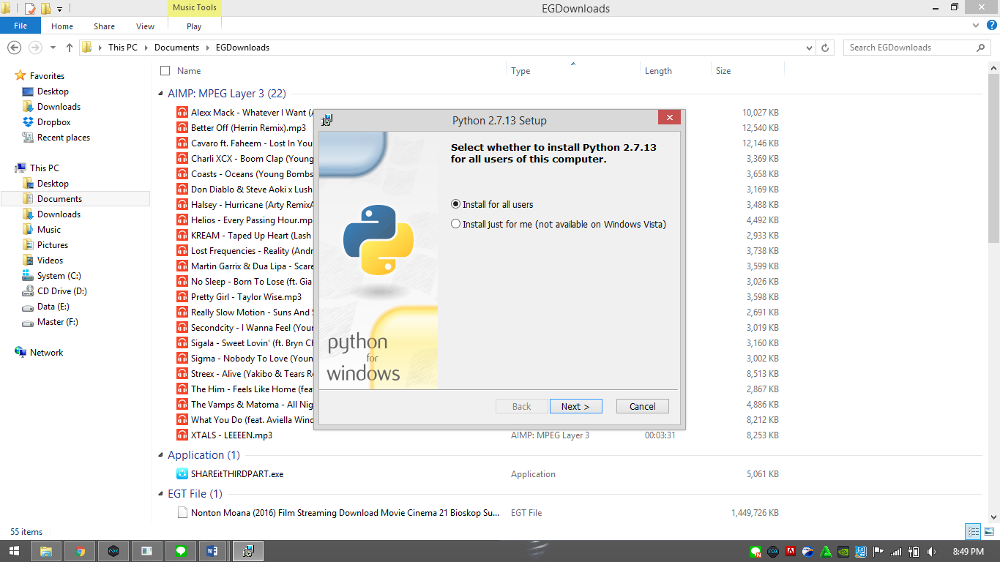 Music Tools
EGDownloads
File Home Share View Play
This PC Documents EGDownloads
Search EGDownloads
Favorites
Desktop
Downloads
Dropbox
Recent places
This PC
Desktop
Documents
Downloads
Music
Pictures
Videos
System (C:)
CD Drive (D:)
Data (E:)
Master (F:)
Network
Name Type Length Size
AIMP: MPEG Layer 3 (22)
Alexx Mack - Whatever I Want (A 10,027 KB
Better Off (Herrin Remix).mp3 12,540 KB
Cavaro ft. Faheem - Lost In You 12,146 KB
Charli XCX - Boom Clap (Young 3,369 KB
Coasts - Oceans (Young Bombs 3,658 KB
Don Diablo & Steve Aoki x Lush 3,169 KB
Halsey - Hurricane (Arty RemixA 3,488 KB
Helios - Every Passing Hour.mp 4,492 KB
KREAM - Taped Up Heart (Lash 2,933 KB
Lost Frequencies - Reality (Andr 3,738 KB
Martin Garrix & Dua Lipa - Scare 3,599 KB
No Sleep - Born To Lose (ft. Gia 3,026 KB
Pretty Girl - Taylor Wise.mp3 3,598 KB
Really Slow Motion - Suns And S 2,691 KB
Secondcity - I Wanna Feel (Your 3,019 KB
Sigala - Sweet Lovin' (ft. Bryn Ch 3,160 KB
Sigma - Nobody To Love (Youn 3,002 KB
Streex - Alive (Yakibo & Tears R 8,513 KB
The Him - Feels Like Home (feat 2,867 KB
The Vamps & Matoma - All Nig 4,886 KB
What You Do (feat. Aviella Wind 8,212 KB
XTALS - LEEEEN.mp3 AIMP: MPEG Layer 3 00:03:31 8,253 KB
Application (1)
SHAREitTHIRDPART.exe Application 5,061 KB
EGT File (1)
Nonton Moana (2016) Film Streaming Download Movie Cinema 21 Bioskop Su... EGT File 1,449,726 KB
Python 2.7.13 Setup
Select whether to install Python 2.7.13
for all users of this computer.
Install for all users
Install just for me (not available on Windows Vista)
python
for
windows
Back Next > Cancel
55 items
8:49 PM